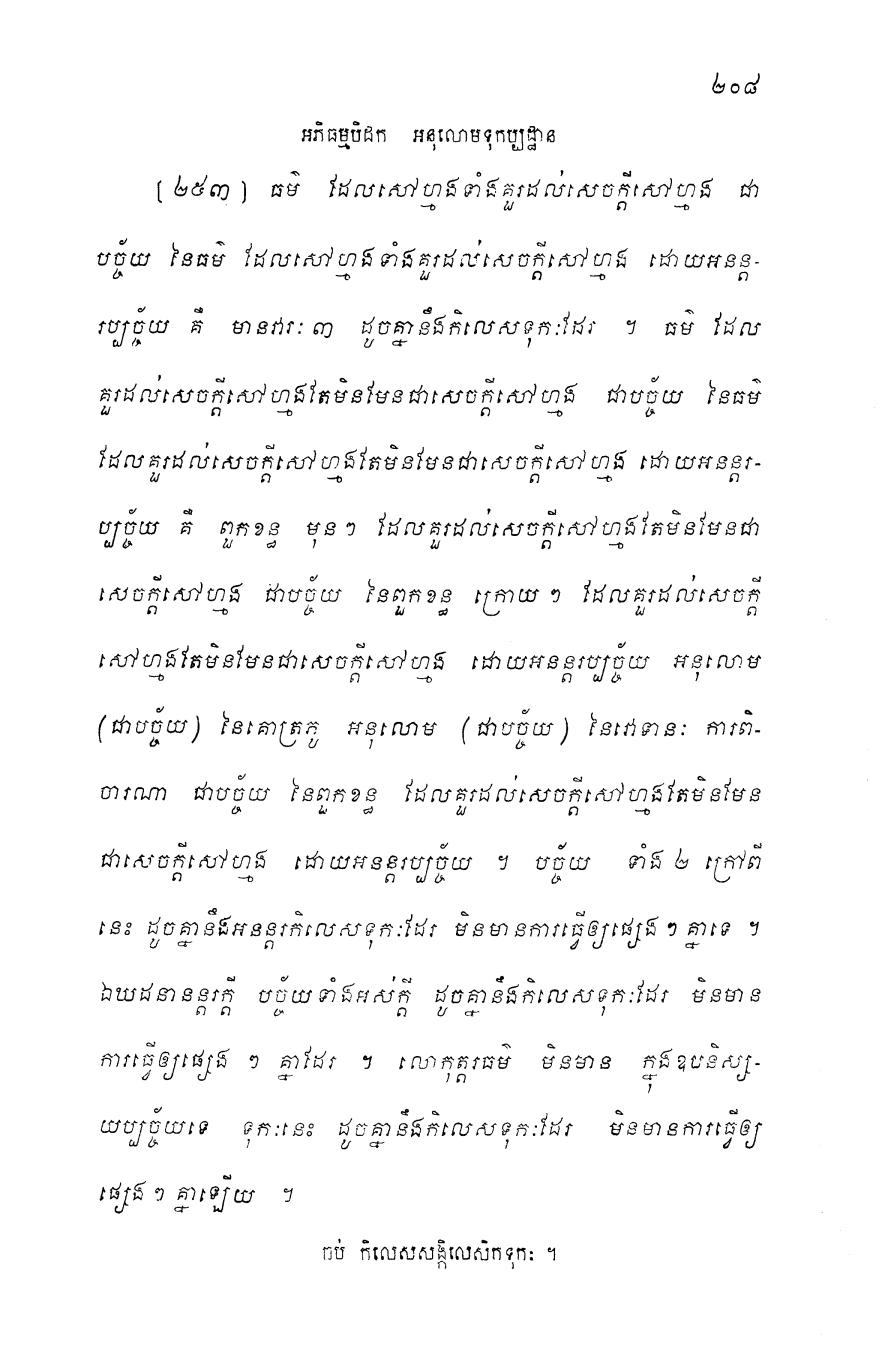 ២០៨
អភិធម្មបិដក អនុលោមទុកប្បដ្ឋាន
(២៥៣) ធម៌ ដែលសៅហ្មងទាំងគួរដល់សេចក្តីសៅហ្មង ជា
បច្ច័យ នៃធម៌ ដែលសៅហ្មងទាំងគួរដល់សេចក្តីសៅហ្មង ដោយអនន្ត-
រប្បច្ច័យ គឺ មានវារៈ ៣ ដូចគ្នានឹងកិលេសទុកៈដែរ ។ ធម៌ ដែល
គួរដល់សេចក្តីសៅហ្មងតែមិនមែនជាសេចក្តីសៅហ្មង ជាបច្ច័យ នៃធម៌
ដែលគួរដល់សេចក្តីសៅហ្មងតែមិនមែនជាសេចក្តីសៅហ្មង ដោយអនន្តរ-
ប្បច្ច័យ គឺ ពួកខន្ធ មុនៗ ដែលគួរដល់សេចក្តីសៅហ្មងតែមិនមែនជា
សេចក្តីសៅហ្មង ជាបច្ច័យ នៃពួកខន្ធ ក្រោយៗ ដែលគួរដល់សេចក្តី
សៅហ្មងតែមិនមែនជាសេចក្តីសៅហ្មង ដោយអនន្តរប្បច្ច័យ អនុលោម
(ជាបច្ច័យ) នៃគោត្រភូ អនុលោម (ជាបច្ច័យ) នៃវោទានៈ ការពិ-
ចារណា ជាបច្ច័យ នៃពួកខន្ធ ដែលគួរដល់សេចក្តីសៅហ្មងតែមិនមែន
ជាសេចក្តីសៅហ្មង ដោយអនន្តរប្បច្ច័យ ។ បច្ច័យ ទាំង ២ ក្រៅពី
នេះ ដូចគ្នានឹងអនន្តរកិលេសទុកៈដែរ មិនមានការធ្វើឲ្យផ្សេងៗគ្នាទេ ។
ឯឃដនានន្តរក្តី បច្ច័យទាំងអស់ក្តី ដូចគ្នានឹងកិលេសទុកៈដែរ មិនមាន
ការធ្វើឲ្យផ្សេង ៗ គ្នាដែរ ។ លោកុត្តរធម៌ មិនមាន ក្នុងឧបនិស្ស-
យប្បច្ច័យទេ ទុកៈនេះ ដូចគ្នានឹងកិលេសទុកៈដែរ មិនមានការធ្វើឲ្យ
ផ្សេងៗគ្នាឡើយ ។
ចប់ កិលេសសង្កិលេសិកទុកៈ ។